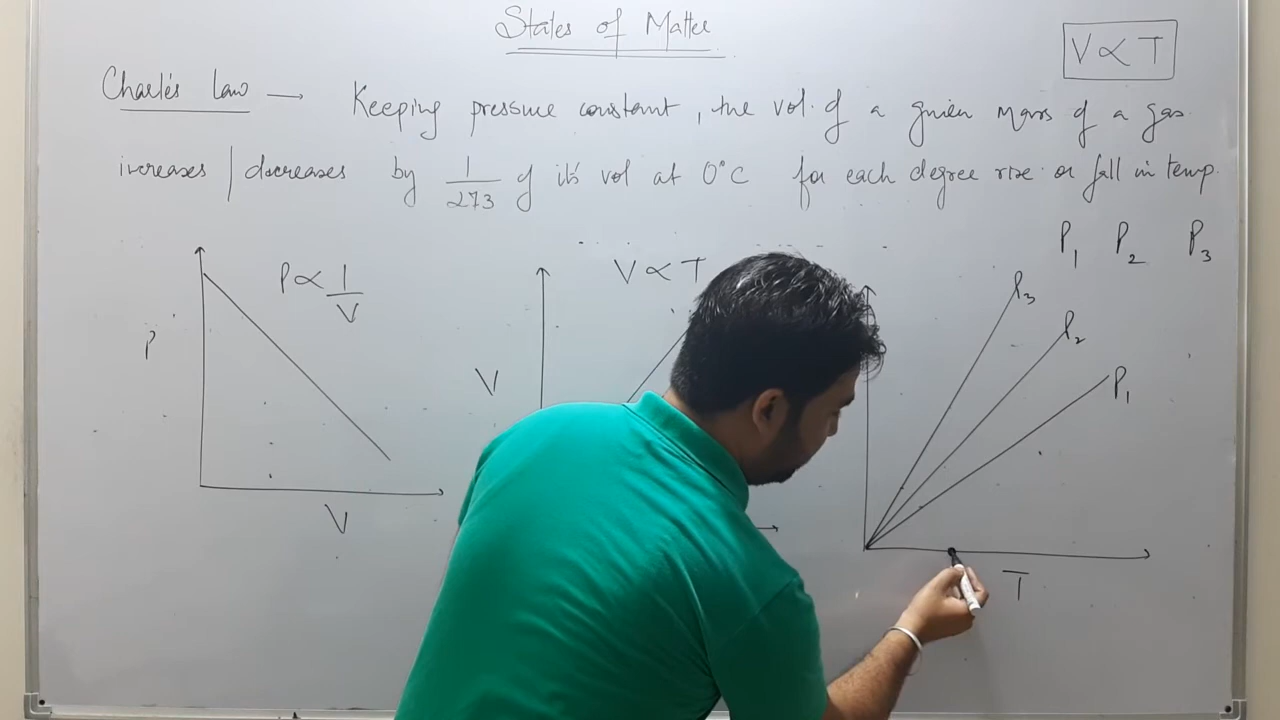 States of Matter
V ∝ T
Charle's Law → Keeping pressure constant, the vol. of a given mass of a gas
increases / decreases by 1/273 of it's vol at 0°C for each degree rise or fall in temp.
P₁ P₂ P₃
P ∝ 1/V
P
V
V ∝ T
V
P₃
P₂
P₁
T